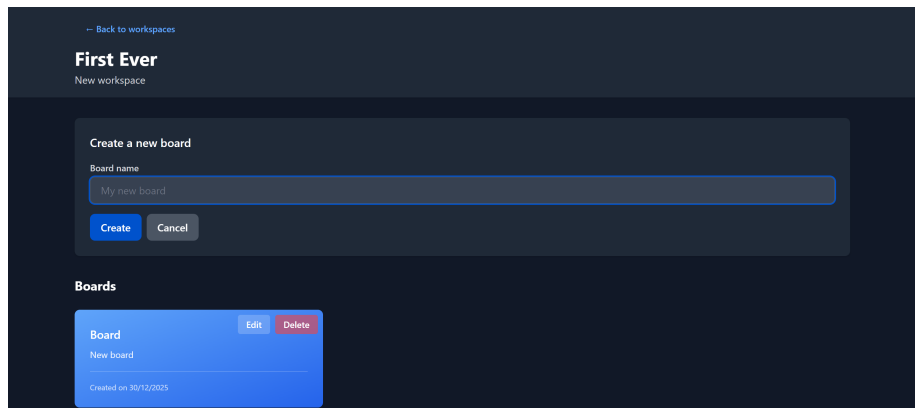 ← Back to workspaces
First Ever
New workspace
Create a new board
Board name
My new board
Create Cancel
Boards
Edit Delete
Board
New board
Created on 30/12/2025